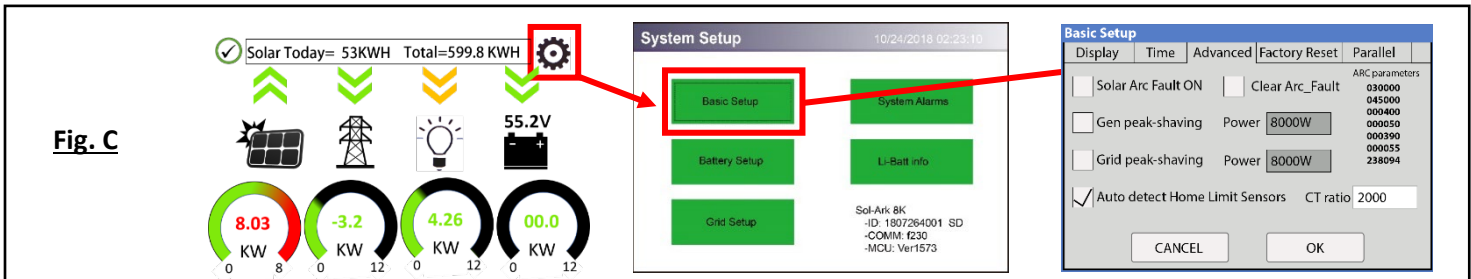 Fig. C
Solar Today= 53KWH Total=599.8 KWH
55.2V
- +
8.03
KW
0 8
-3.2
KW
0 12
4.26
KW
0 12
00.0
KW
0 12
System Setup 10/24/2018 02:23:10
Basic Setup System Alarms
Battery Setup Li-Batt info
Grid Setup
Sol-Ark 8K
-ID: 1807264001 SD
-COMM: f230
-MCU: Ver1573
Basic Setup
Display Time Advanced Factory Reset Parallel
Solar Arc Fault ON Clear Arc_Fault
Gen peak-shaving Power 8000W
Grid peak-shaving Power 8000W
Auto detect Home Limit Sensors CT ratio 2000
ARC parameters
030000
045000
000400
000050
000390
000055
238094
CANCEL OK